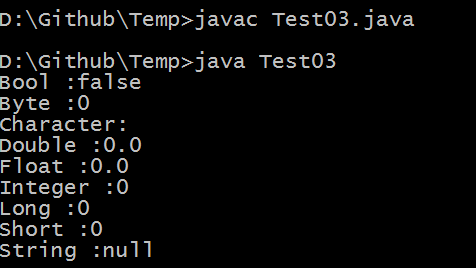 D:\Github\Temp>javac Test03.java
D:\Github\Temp>java Test03
Bool :false
Byte :0
Character:
Double :0.0
Float :0.0
Integer :0
Long :0
Short :0
String :null